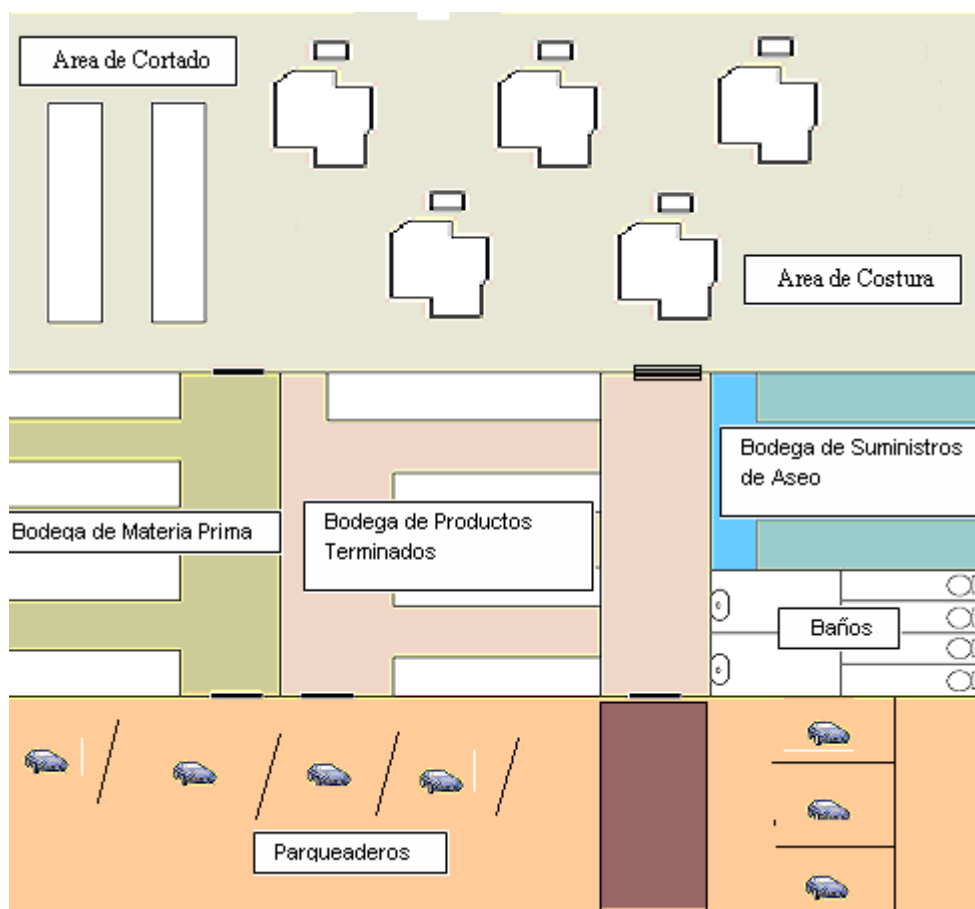 Area de Cortado
Area de Costura
Bodega de Suministros
de Aseo
Bodega de Materia Prima
Bodega de Productos
Terminados
Baños
Parqueaderos